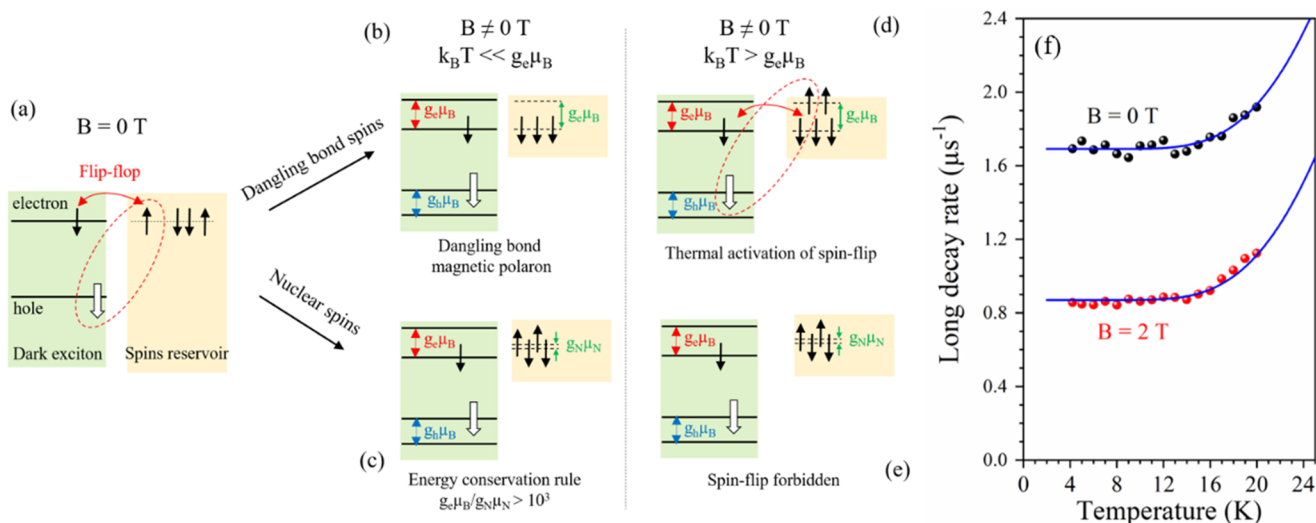 (a)
B = 0 T
Flip-flop
electron
hole
Dark exciton
Spins reservoir
Dangling bond spins
Nuclear spins
(b)
B ≠ 0 T
k_BT << g_eμ_B
g_eμ_B
g_eμ_B
g_hμ_B
Dangling bond
magnetic polaron
g_eμ_B
g_Nμ_N
g_hμ_B
(c)
Energy conservation rule
g_eμ_B/g_Nμ_N > 10³
B ≠ 0 T
k_BT > g_eμ_B
(d)
g_eμ_B
g_eμ_B
g_hμ_B
Thermal activation of spin-flip
g_eμ_B
g_Nμ_N
g_hμ_B
Spin-flip forbidden
(e)
(f)
Long decay rate (μs⁻¹)
2.4
2.0
1.6
1.2
0.8
0.4
0.0
B = 0 T
B = 2 T
0 4 8 12 16 20 24
Temperature (K)